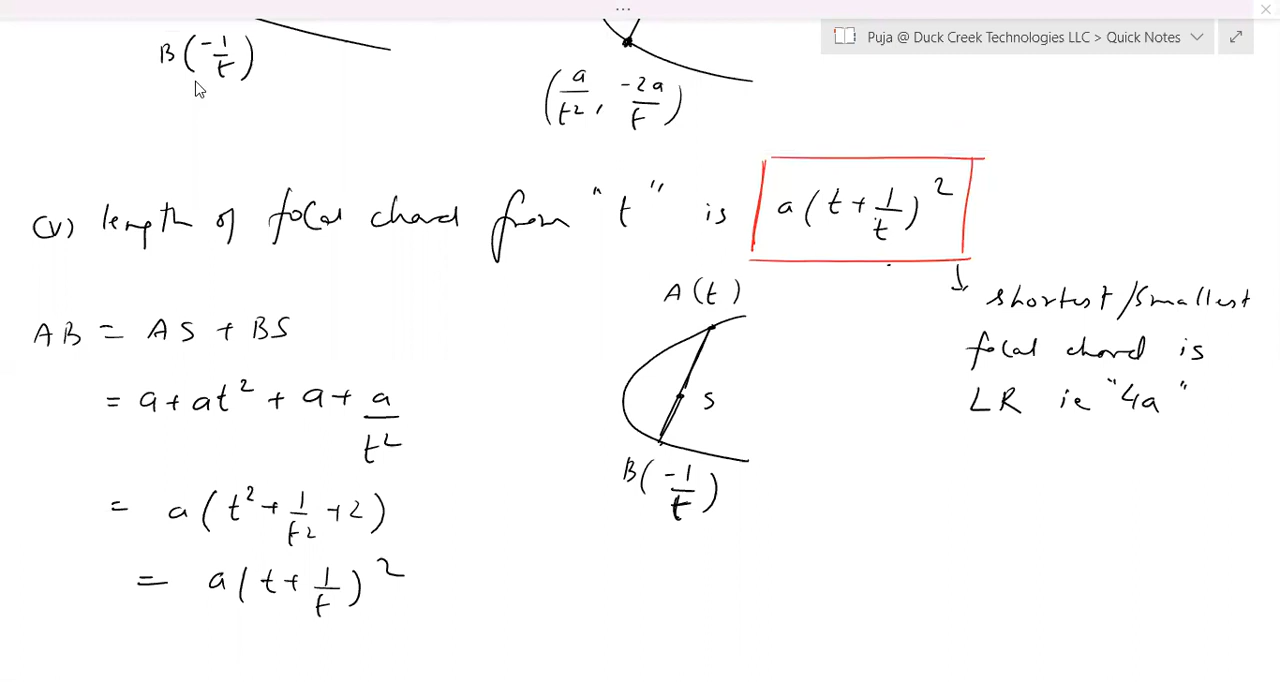 ...
Puja @ Duck Creek Technologies LLC > Quick Notes
B(-1/t)
(a/t², -2a/t)
(v) length of focal chord from "t" is a(t+1/t)²
A(t)
shortest/smallest
focal chord is
LR ie "4a"
AB = AS + BS
= a+at² + a+a/t²
S
B(-1/t)
= a(t²+1/t²+2)
= a(t+1/t)²